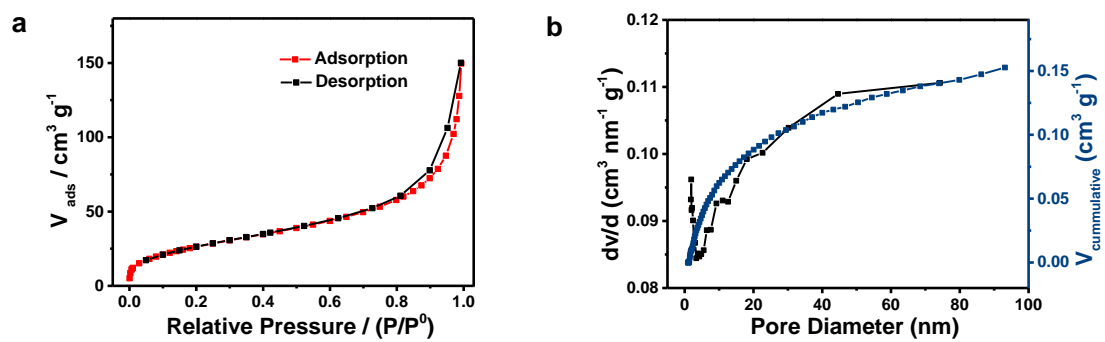 a
V ads / cm³ g⁻¹
150
100
50
0
Adsorption
Desorption
0.0 0.2 0.4 0.6 0.8 1.0
Relative Pressure / (P/P⁰)
b
dv/d (cm³ nm⁻¹ g⁻¹)
0.12
0.11
0.10
0.09
0.08
0 20 40 60 80 100
Pore Diameter (nm)
0.15
0.10
0.05
0.00
V cummulative (cm³ g⁻¹)